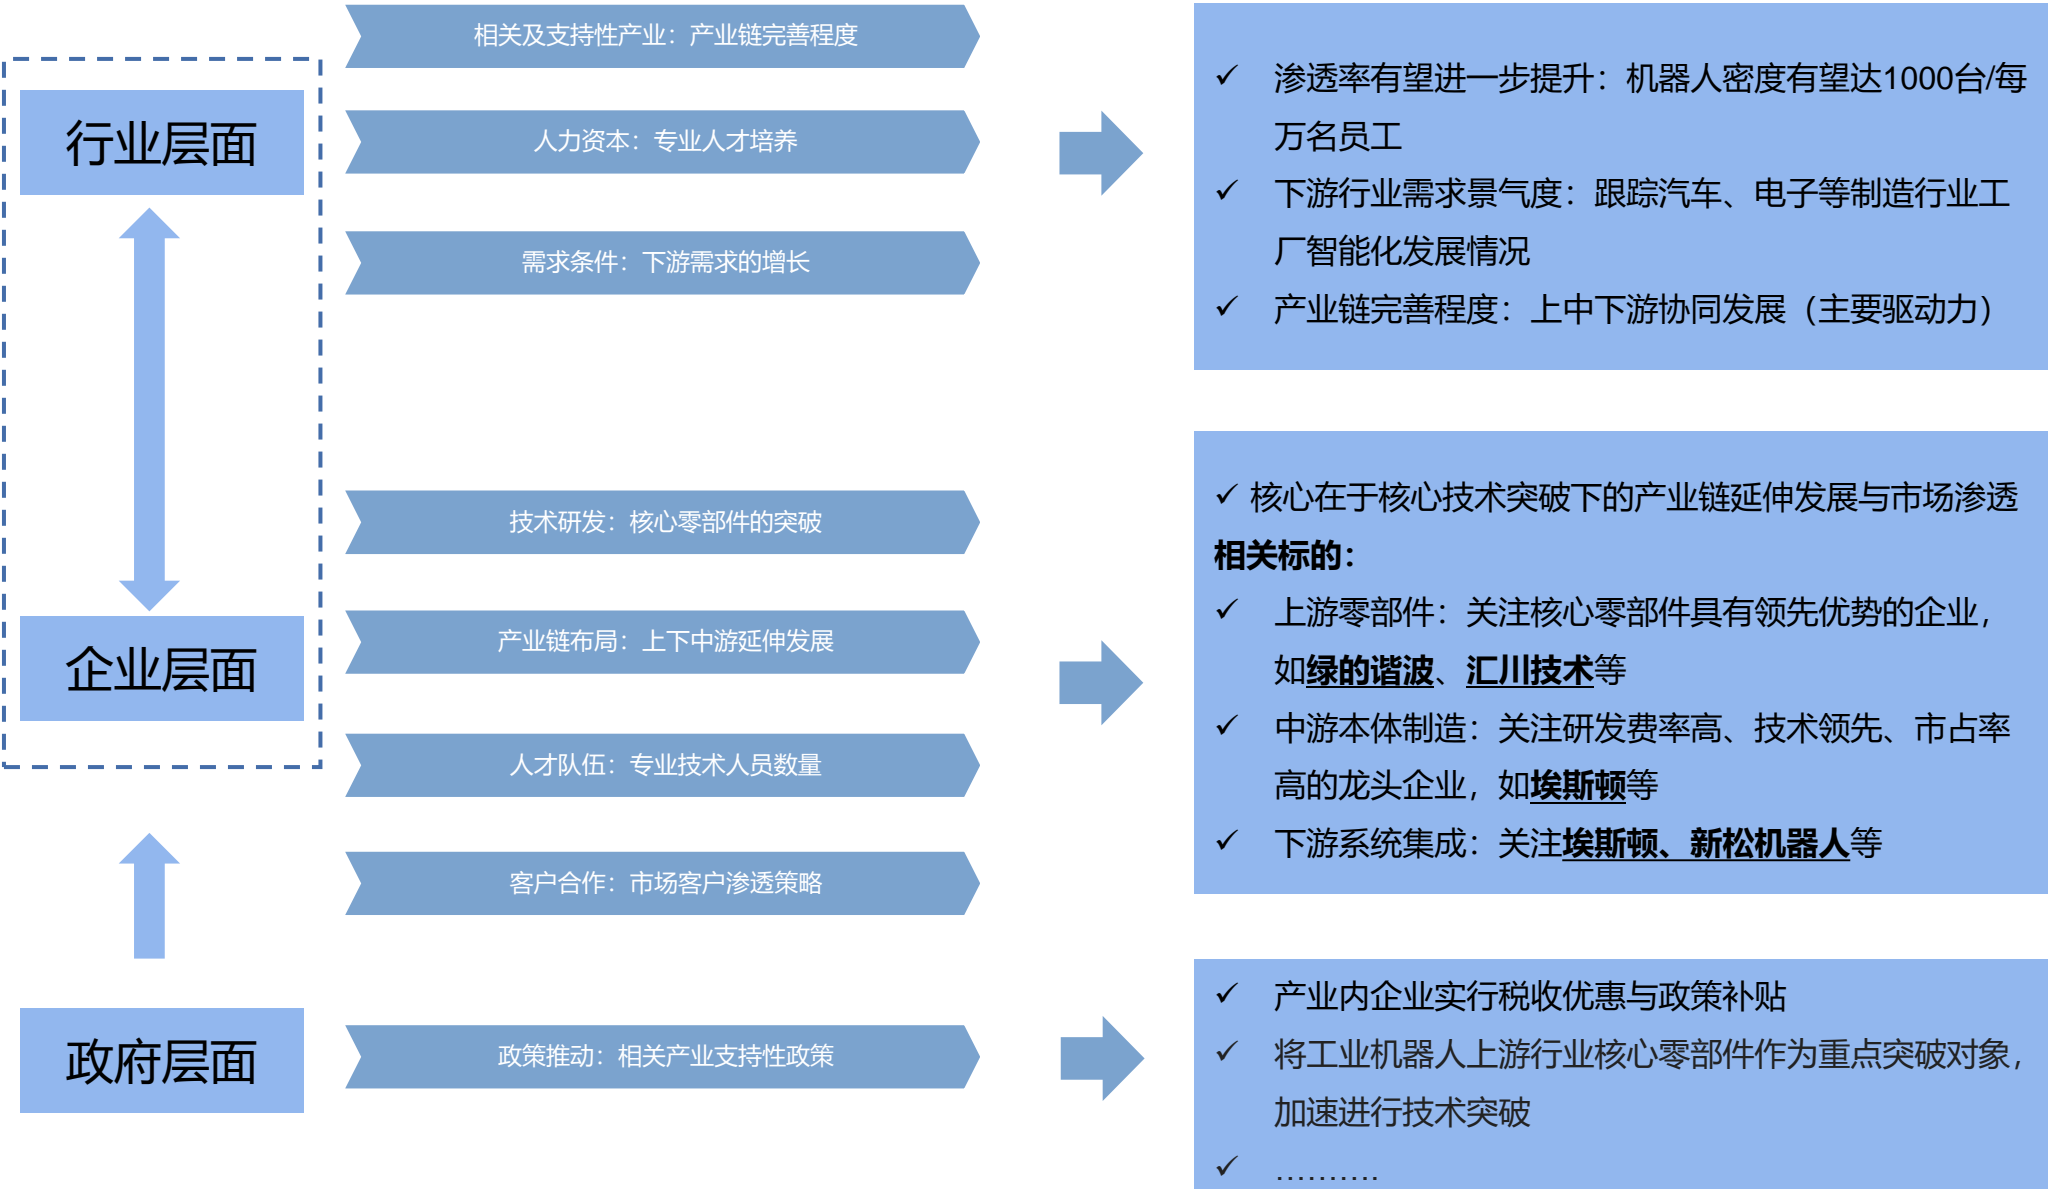 行业层面
企业层面
政府层面
相关及支持性产业：产业链完善程度
人力资本：专业人才培养
需求条件：下游需求的增长
技术研发：核心零部件的突破
产业链布局：上下中游延伸发展
人才队伍：专业技术人员数量
客户合作：市场客户渗透策略
政策推动：相关产业支持性政策
✓ 渗透率有望进一步提升：机器人密度有望达1000台/每
万名员工
✓ 下游行业需求景气度：跟踪汽车、电子等制造行业工
厂智能化发展情况
✓ 产业链完善程度：上中下游协同发展（主要驱动力）
✓ 核心在于核心技术突破下的产业链延伸发展与市场渗透
相关标的：
✓ 上游零部件：关注核心零部件具有领先优势的企业，
如绿的谐波、汇川技术等
✓ 中游本体制造：关注研发费率高、技术领先、市占率
高的龙头企业，如埃斯顿等
✓ 下游系统集成：关注埃斯顿、新松机器人等
✓ 产业内企业实行税收优惠与政策补贴
✓ 将工业机器人上游行业核心零部件作为重点突破对象，
加速进行技术突破
✓ ……….